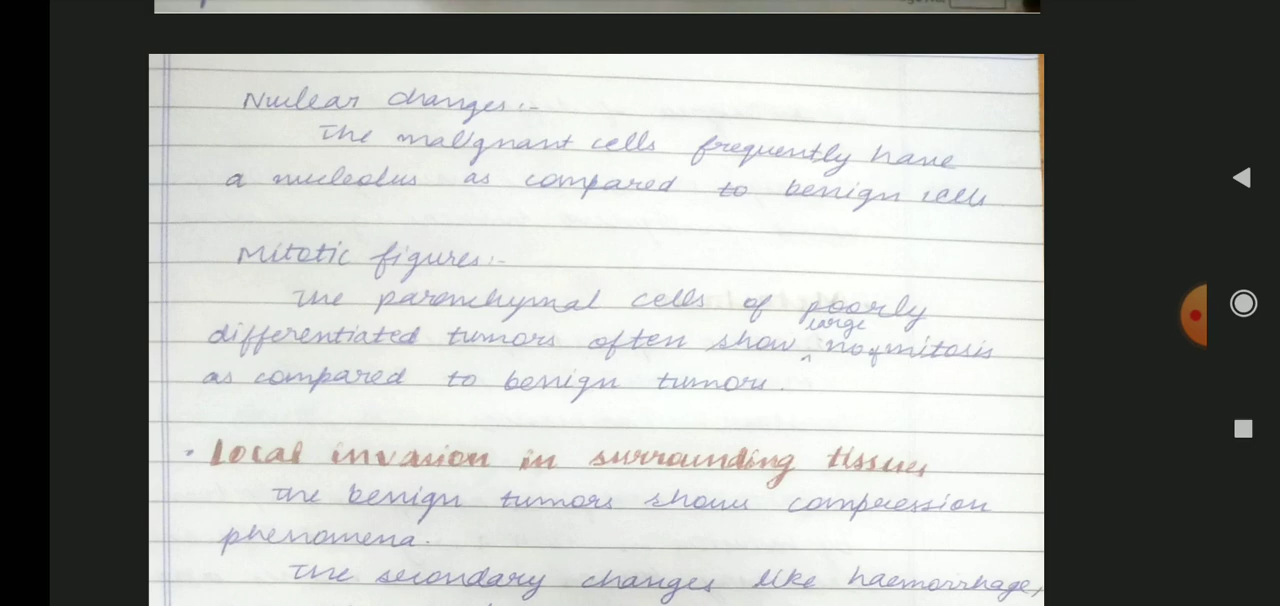 Nuclear changes:-
The malignant cells frequently have
a nucleolus as compared to benign cells
Mitotic figures:-
The parenchymal cells of poorly
large
differentiated tumors often show ^ no of mitosis
as compared to benign tumors.
. Local invasion in surrounding tissues
The benign tumors shows compression
phenomena.
The secondary changes like haemorrhage,